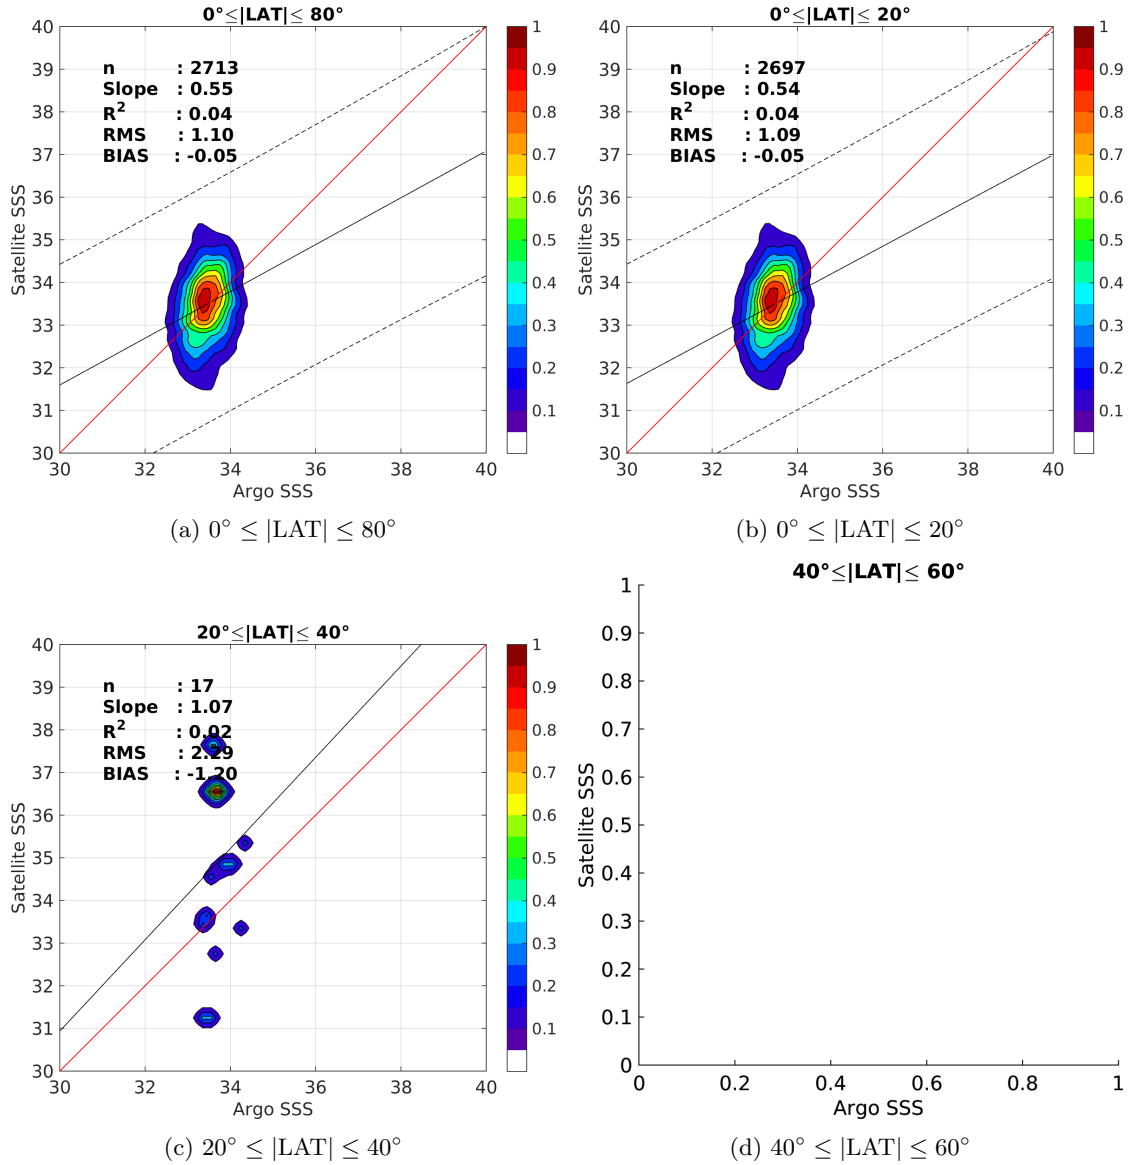 0°≤|LAT|≤ 80°
n : 2713
Slope : 0.55
R² : 0.04
RMS : 1.10
BIAS : -0.05
40
39
38
37
36
35
34
33
32
31
30
30 32 34 36 38 40
Satellite SSS
Argo SSS
1
0.9
0.8
0.7
0.6
0.5
0.4
0.3
0.2
0.1
(a) 0° ≤ |LAT| ≤ 80°
0°≤|LAT|≤ 20°
n : 2697
Slope : 0.54
R² : 0.04
RMS : 1.09
BIAS : -0.05
40
39
38
37
36
35
34
33
32
31
30
30 32 34 36 38 40
Satellite SSS
Argo SSS
1
0.9
0.8
0.7
0.6
0.5
0.4
0.3
0.2
0.1
(b) 0° ≤ |LAT| ≤ 20°
20°≤|LAT|≤ 40°
n : 17
Slope : 1.07
R² : 0.02
RMS : 2.29
BIAS : -1.20
40
39
38
37
36
35
34
33
32
31
30
30 32 34 36 38 40
Satellite SSS
Argo SSS
1
0.9
0.8
0.7
0.6
0.5
0.4
0.3
0.2
0.1
(c) 20° ≤ |LAT| ≤ 40°
40°≤|LAT|≤ 60°
1
0.9
0.8
0.7
0.6
0.5
0.4
0.3
0.2
0.1
0
0 0.2 0.4 0.6 0.8 1
Satellite SSS
Argo SSS
(d) 40° ≤ |LAT| ≤ 60°